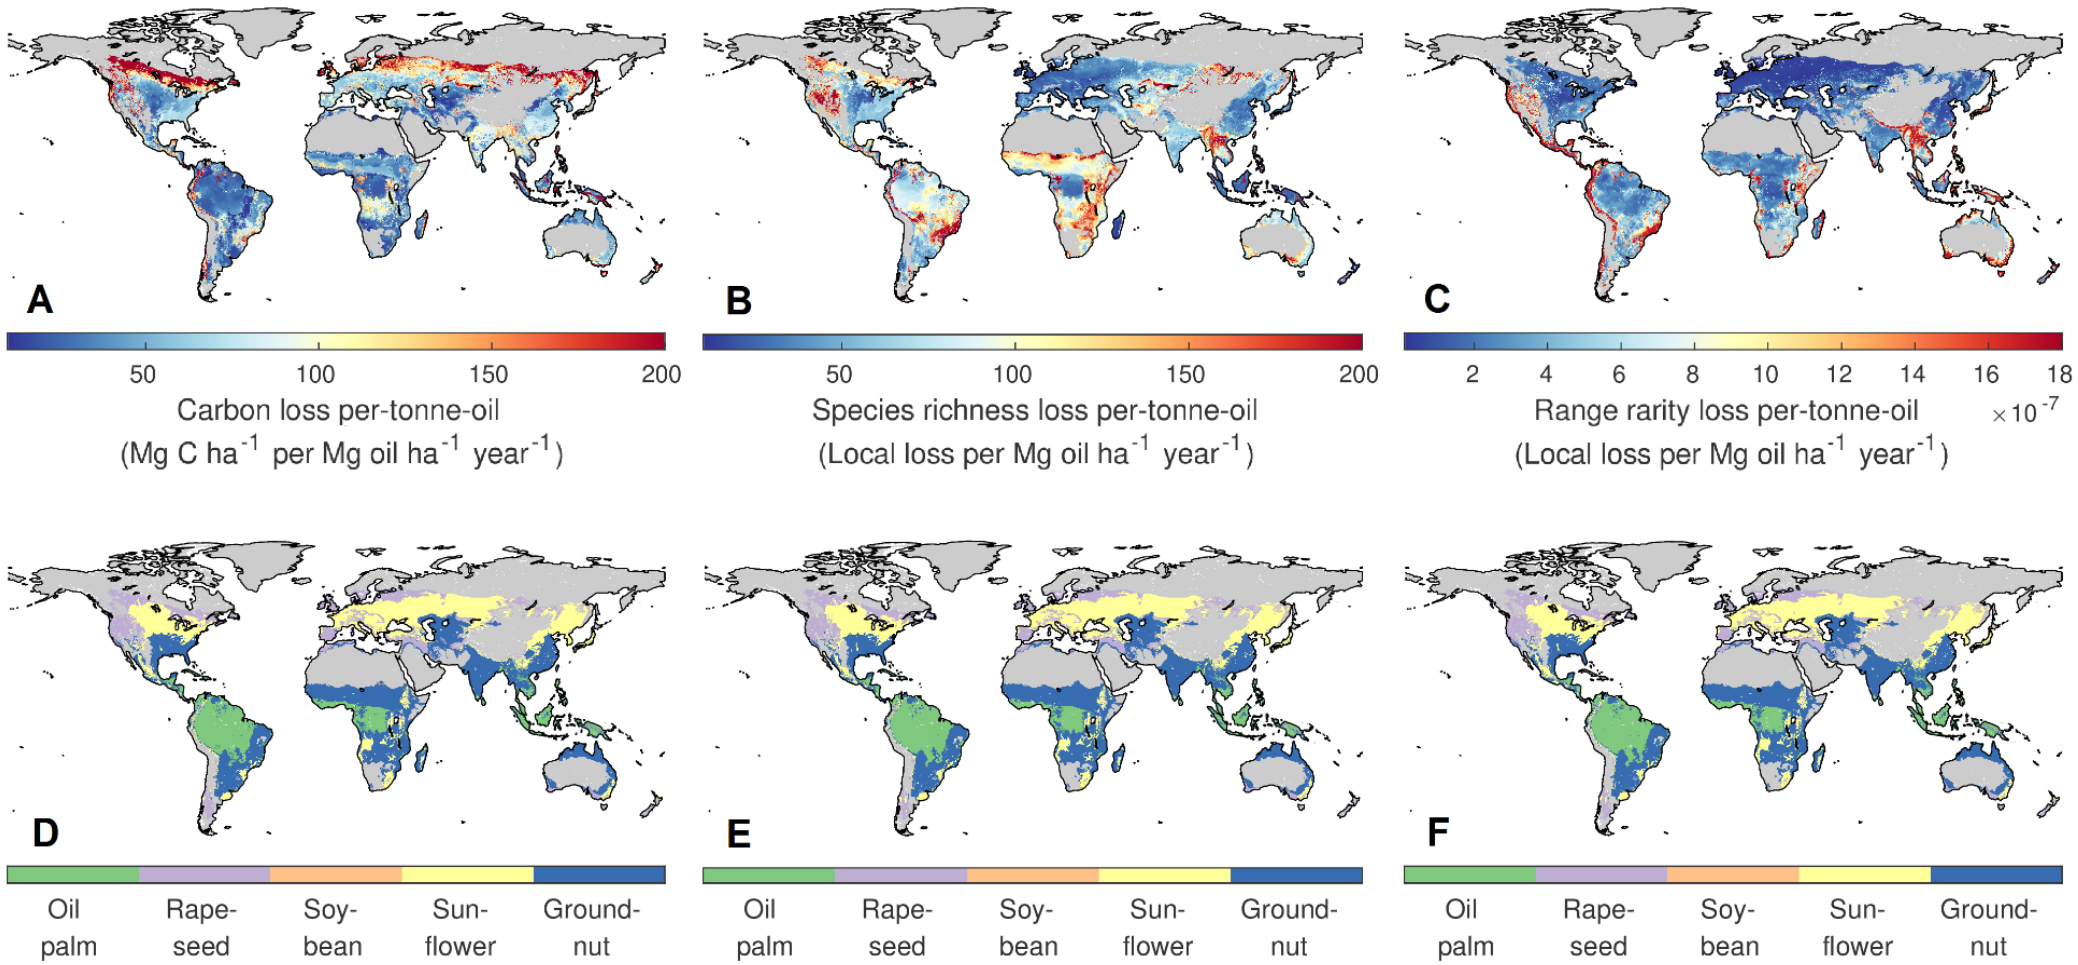 A
B
C
50 100 150 200
50 100 150 200
2 4 6 8 10 12 14 16 18
Carbon loss per-tonne-oil
(Mg C ha⁻¹ per Mg oil ha⁻¹ year⁻¹)
Species richness loss per-tonne-oil
(Local loss per Mg oil ha⁻¹ year⁻¹)
Range rarity loss per-tonne-oil
×10⁻⁷
(Local loss per Mg oil ha⁻¹ year⁻¹)
D
E
F
Oil Rape- Soy- Sun- Ground-
palm seed bean flower nut
Oil Rape- Soy- Sun- Ground-
palm seed bean flower nut
Oil Rape- Soy- Sun- Ground-
palm seed bean flower nut